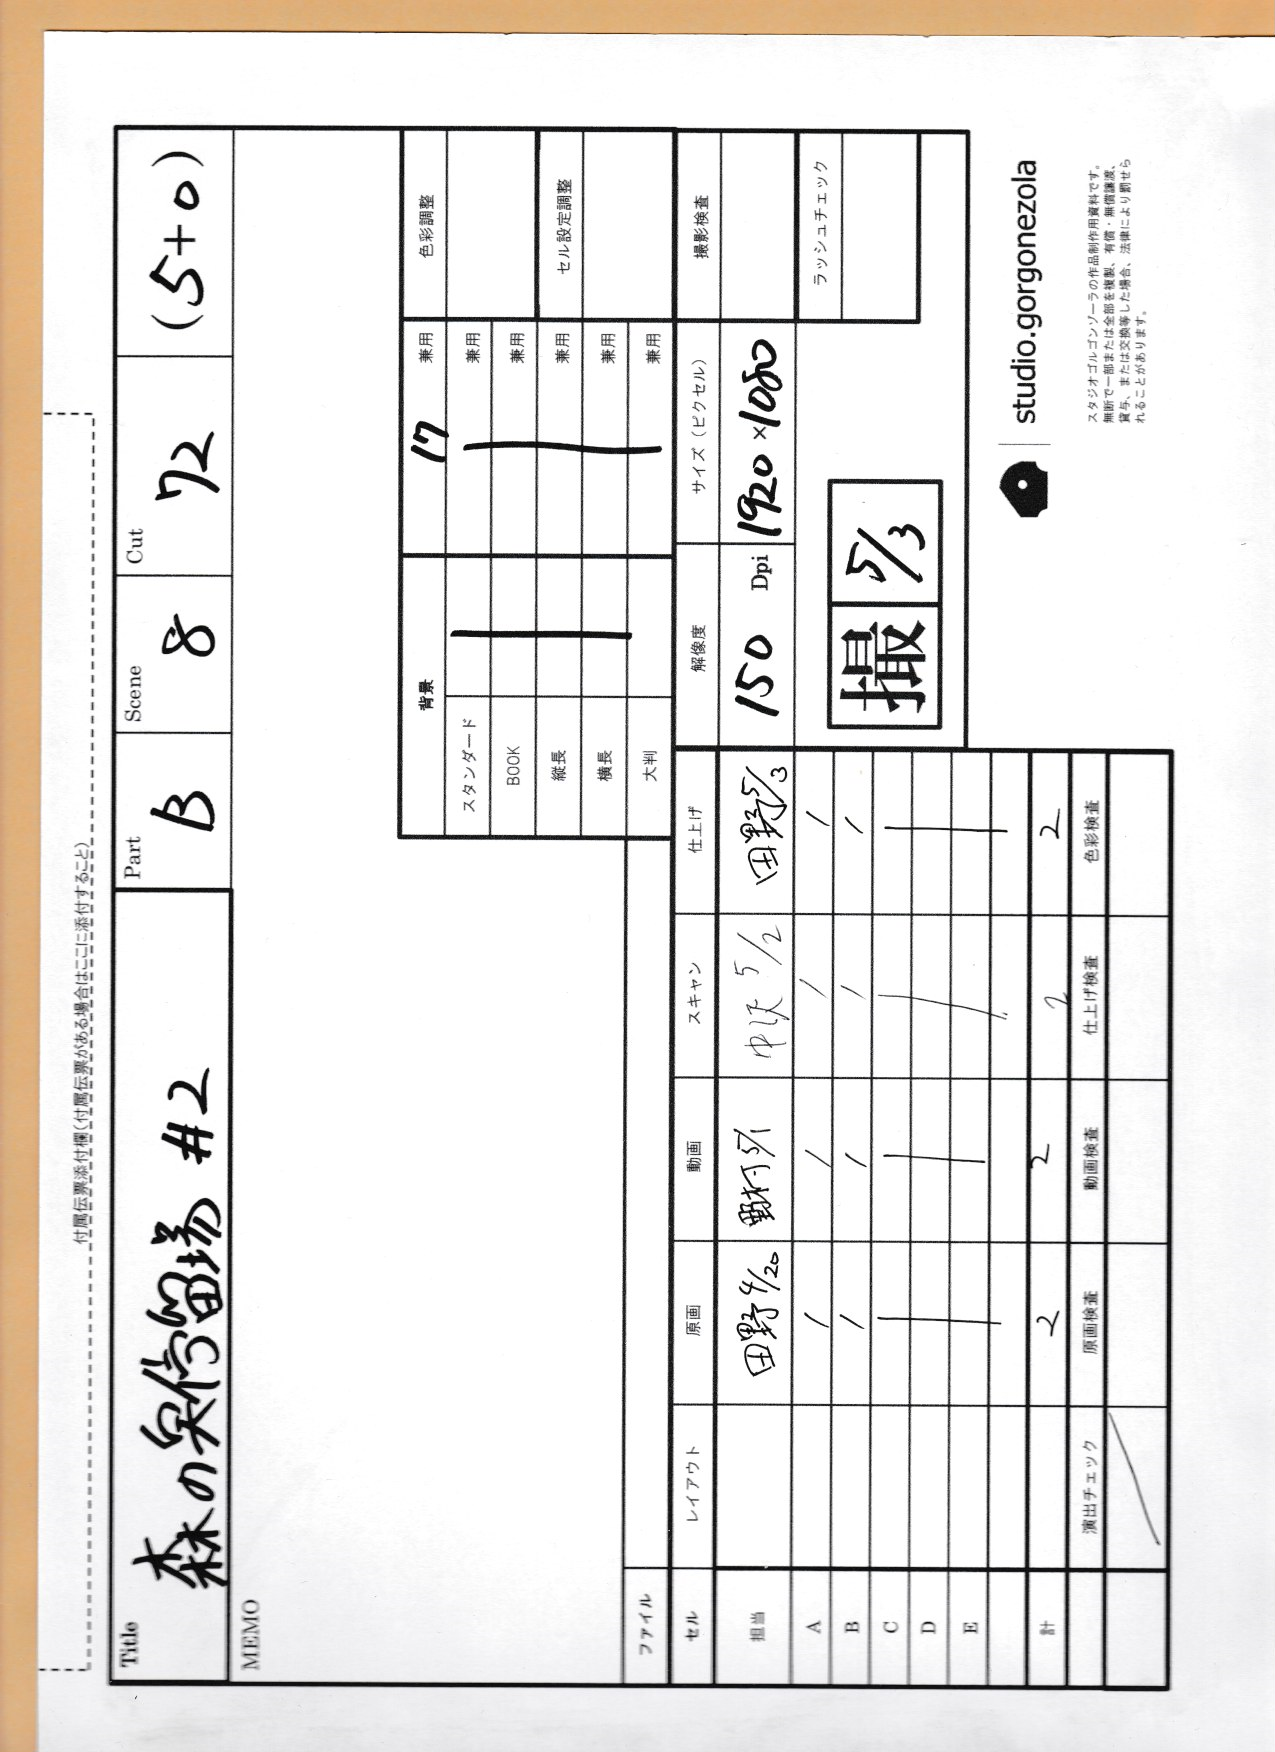 付属伝票添付欄(付属伝票がある場合はここに添付すること)
Title 森の停留場 #2
Part B
Scene 8
Cut 72
(5+0)
MEMO
背景 17 兼用
スタンダード 兼用
BOOK 兼用
縦長 兼用
横長 兼用
大判 兼用
色彩調整
セル設定調整
ファイル
セル レイアウト 原画 動画 スキャン 仕上げ
担当 田野 4/20 野村 5/1 中沢 5/2 田野 5/3
A / / / /
B / / / /
C
D
E
計 2 2 2 2
演出チェック 原画検査 動画検査 仕上げ検査 色彩検査
解像度 サイズ(ピクセル) 撮影検査
150 Dpi 1920×1080
ラッシュチェック
撮 5/3
studio.gorgonezola
スタジオゴルゴンゾーラの作品制作用資料です。
無断で一部または全部を複製、有償・無償譲渡、
貸与、または交換等した場合、法律により罰せら
れることがあります。